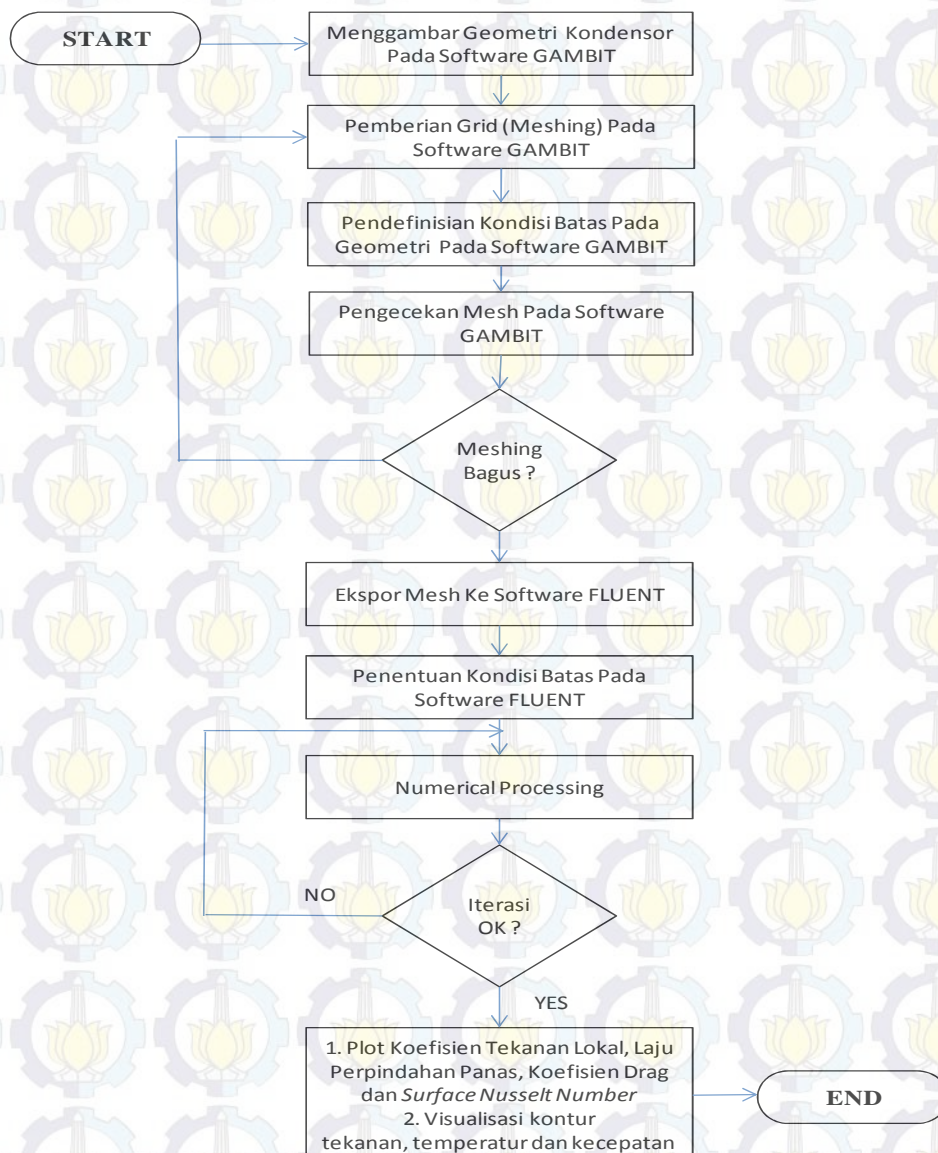 START
Menggambar Geometri Kondensor
Pada Software GAMBIT
Pemberian Grid (Meshing) Pada
Software GAMBIT
Pendefinisian Kondisi Batas Pada
Geometri Pada Software GAMBIT
Pengecekan Mesh Pada Software
GAMBIT
Meshing
Bagus ?
Ekspor Mesh Ke Software FLUENT
Penentuan Kondisi Batas Pada
Software FLUENT
Numerical Processing
NO
Iterasi
OK ?
YES
1. Plot Koefisien Tekanan Lokal, Laju
Perpindahan Panas, Koefisien Drag
dan Surface Nusselt Number
2. Visualisasi kontur
tekanan, temperatur dan kecepatan
END